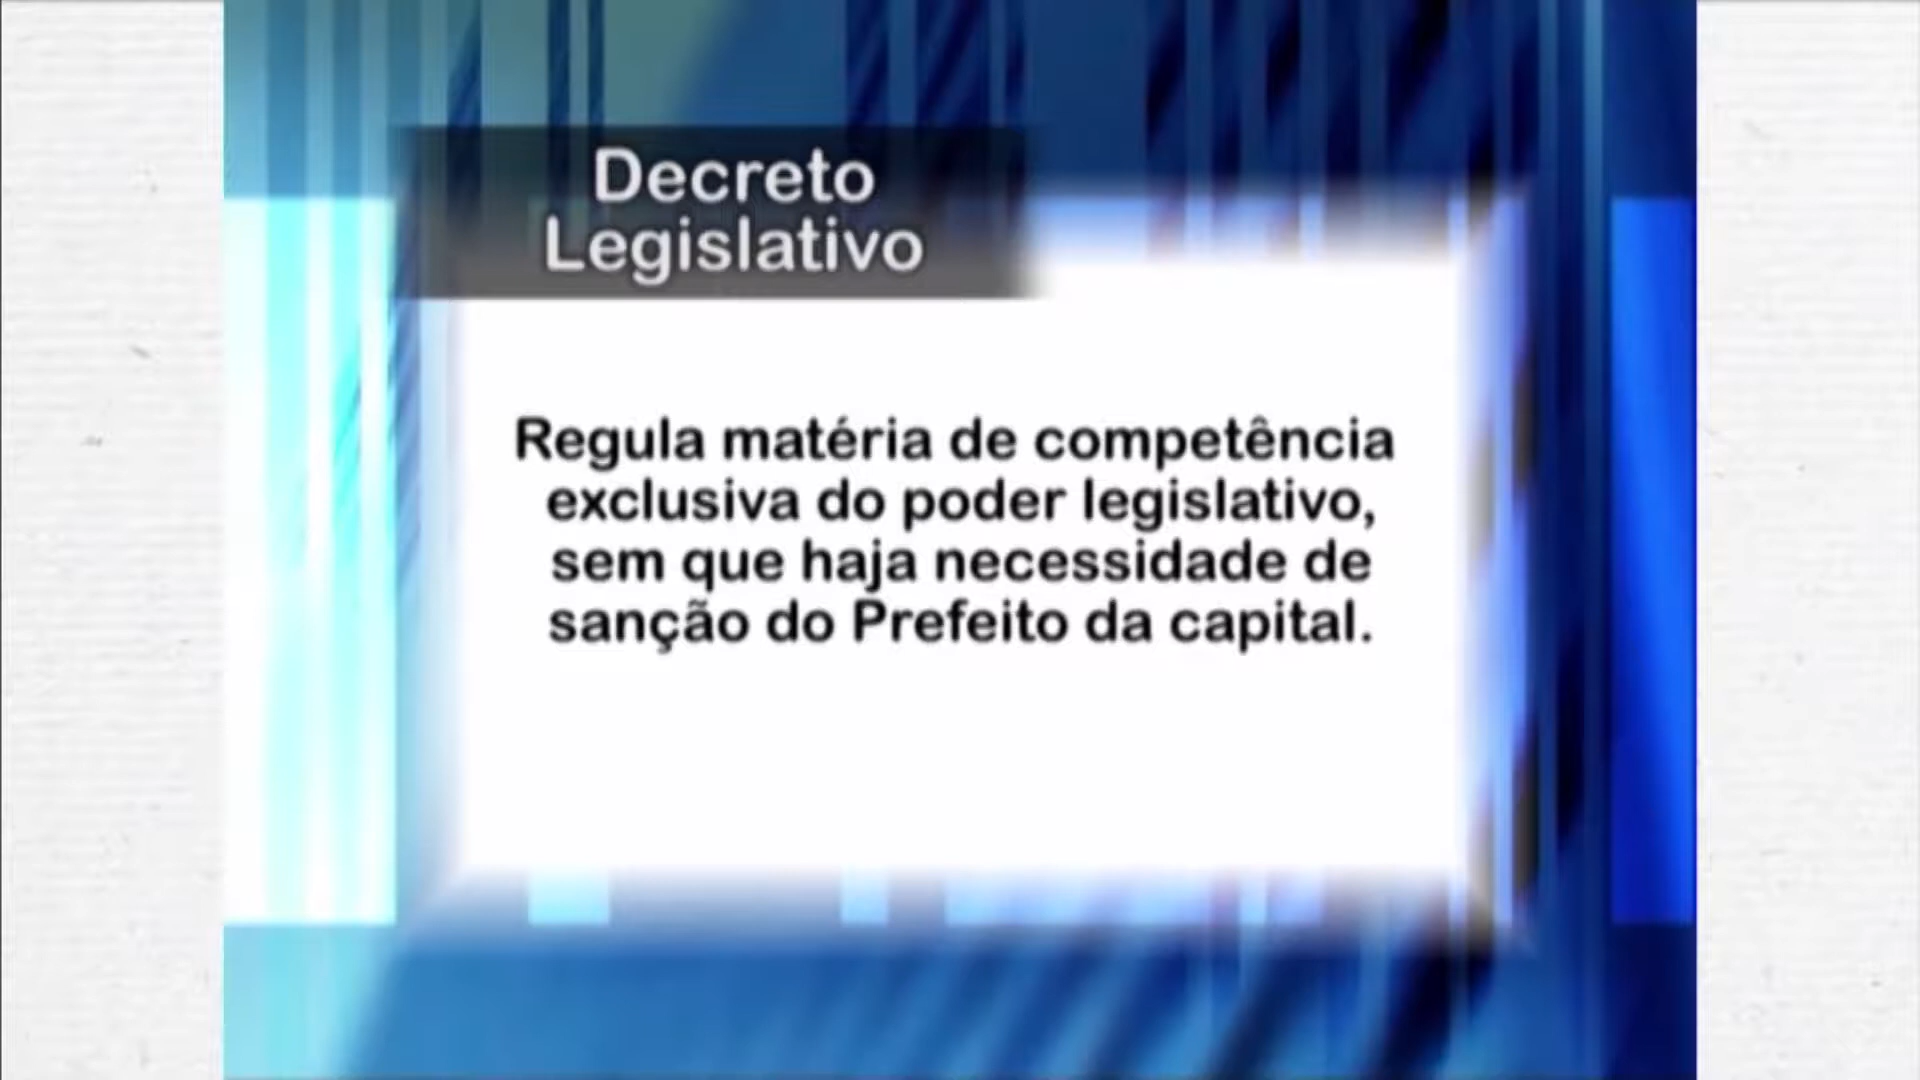 Decreto
Legislativo
Regula matéria de competência
exclusiva do poder legislativo,
sem que haja necessidade de
sanção do Prefeito da capital.